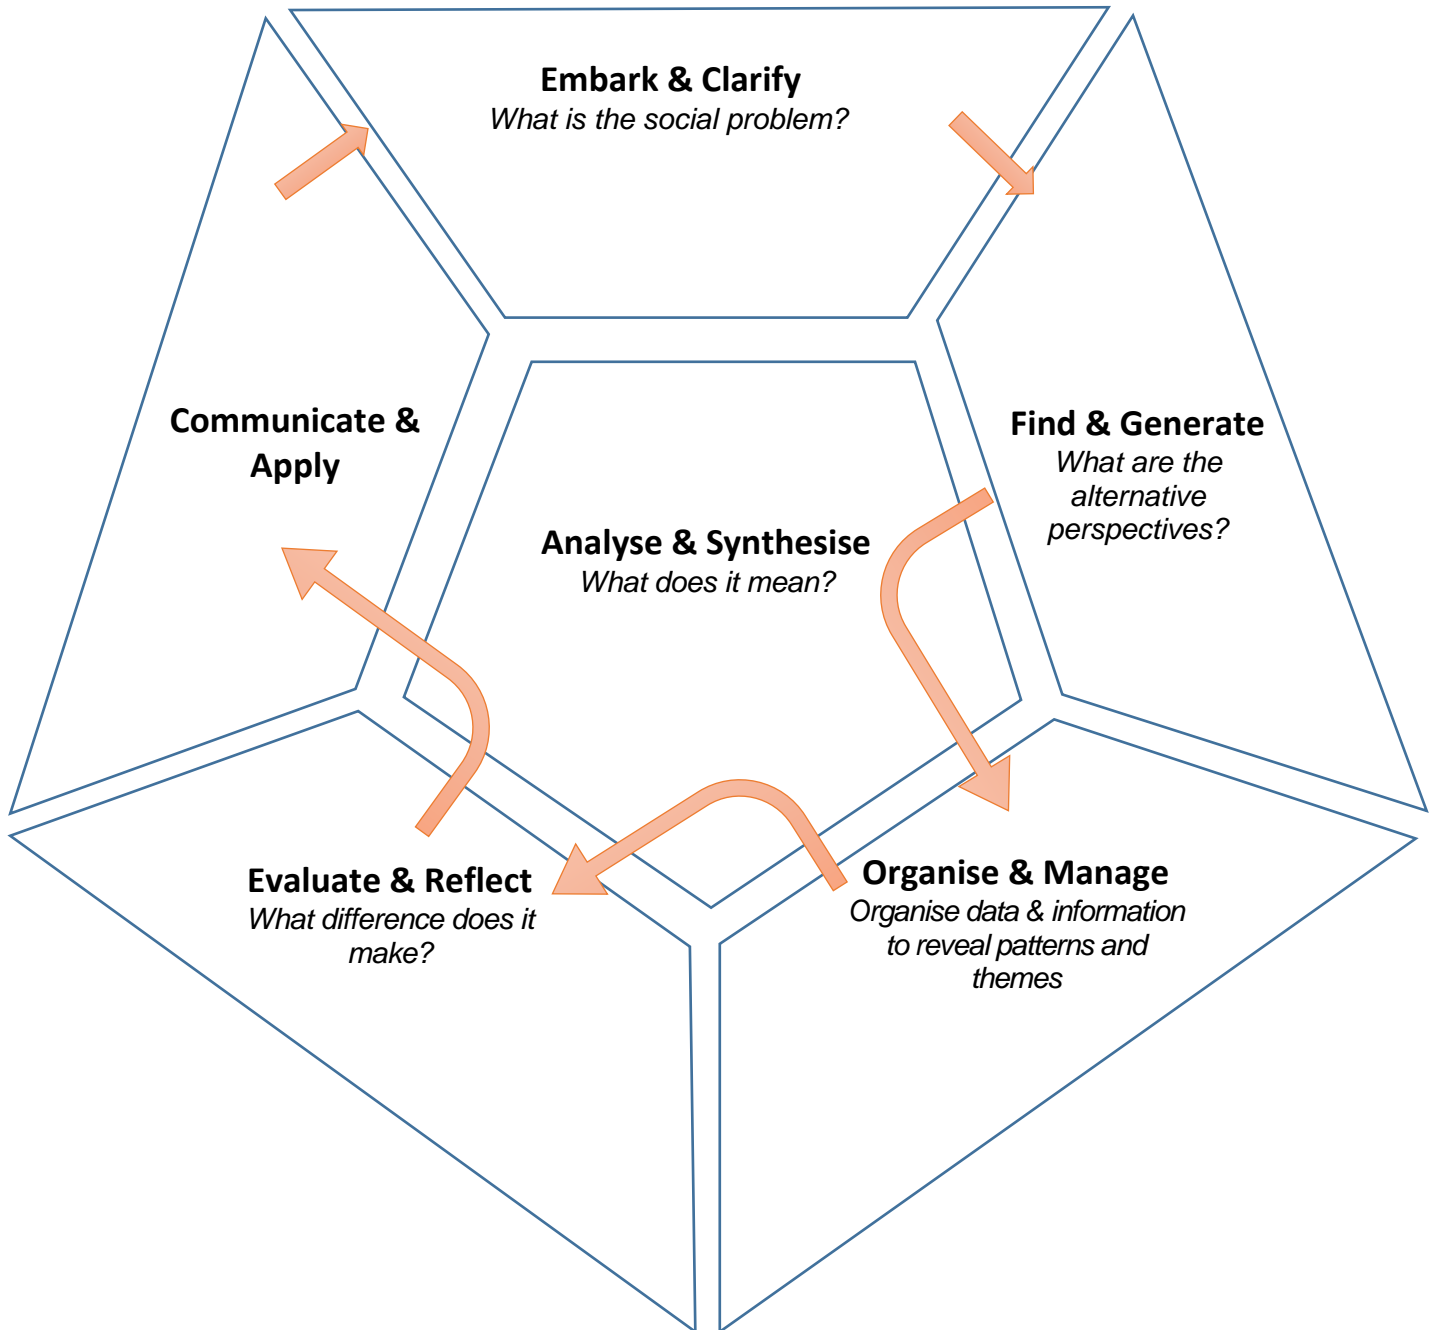 Embark & Clarify
What is the social problem?
Find & Generate
What are the
alternative
perspectives?
Organise & Manage
Organise data & information
to reveal patterns and
themes
Evaluate & Reflect
What difference does it
make?
Communicate &
Apply
Analyse & Synthesise
What does it mean?